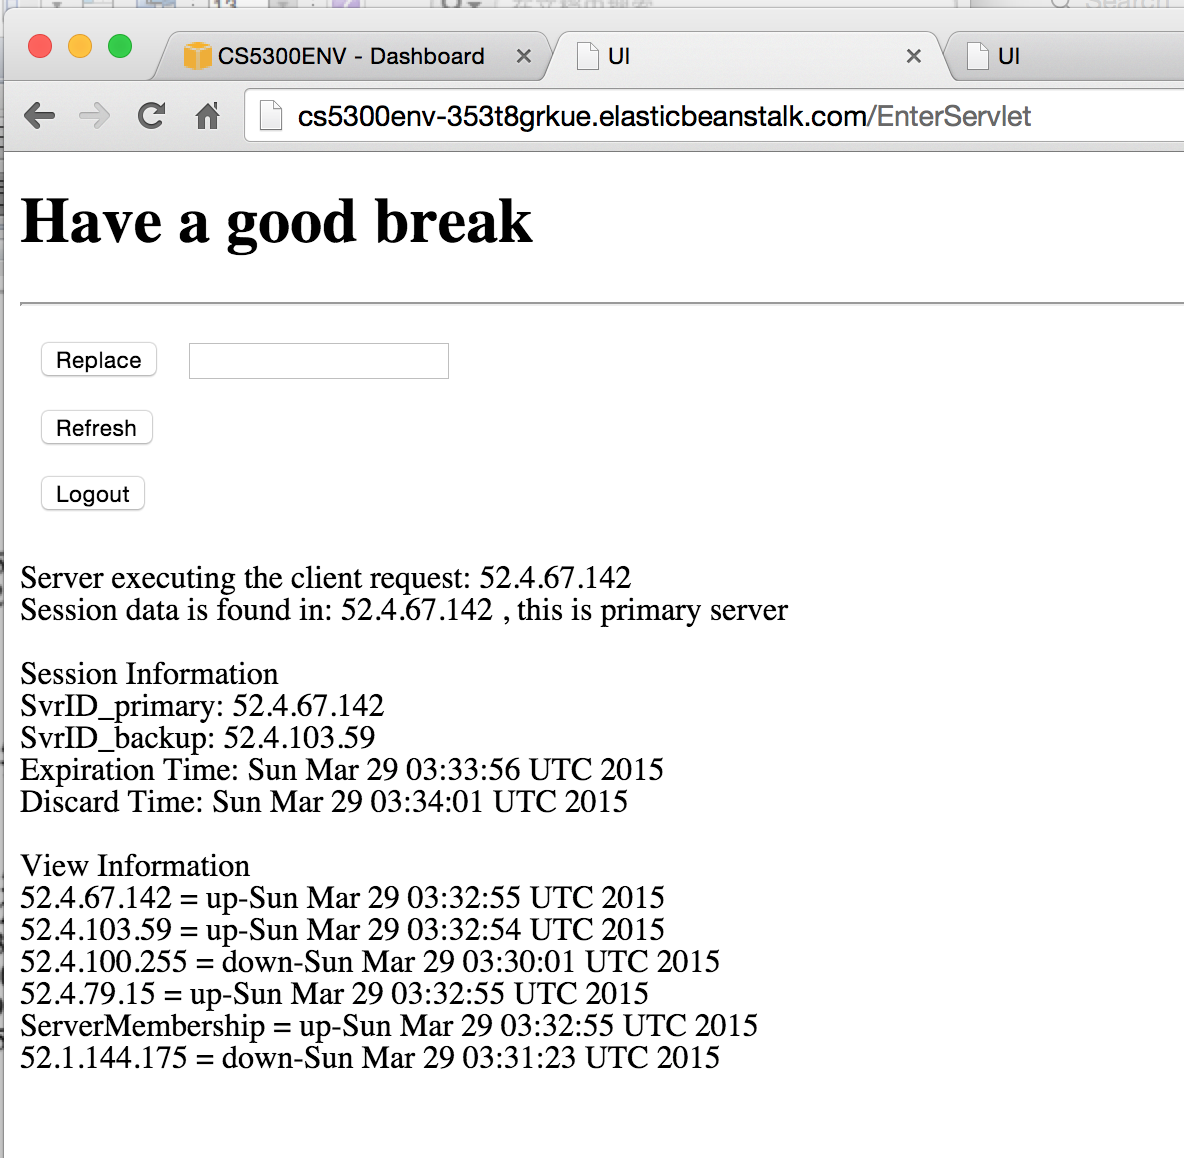 CS5300ENV - Dashboard
UI
UI
cs5300env-353t8grkue.elasticbeanstalk.com/EnterServlet
Have a good break
Replace
Refresh
Logout
Server executing the client request: 52.4.67.142
Session data is found in: 52.4.67.142 , this is primary server
Session Information
SvrID_primary: 52.4.67.142
SvrID_backup: 52.4.103.59
Expiration Time: Sun Mar 29 03:33:56 UTC 2015
Discard Time: Sun Mar 29 03:34:01 UTC 2015
View Information
52.4.67.142 = up-Sun Mar 29 03:32:55 UTC 2015
52.4.103.59 = up-Sun Mar 29 03:32:54 UTC 2015
52.4.100.255 = down-Sun Mar 29 03:30:01 UTC 2015
52.4.79.15 = up-Sun Mar 29 03:32:55 UTC 2015
ServerMembership = up-Sun Mar 29 03:32:55 UTC 2015
52.1.144.175 = down-Sun Mar 29 03:31:23 UTC 2015